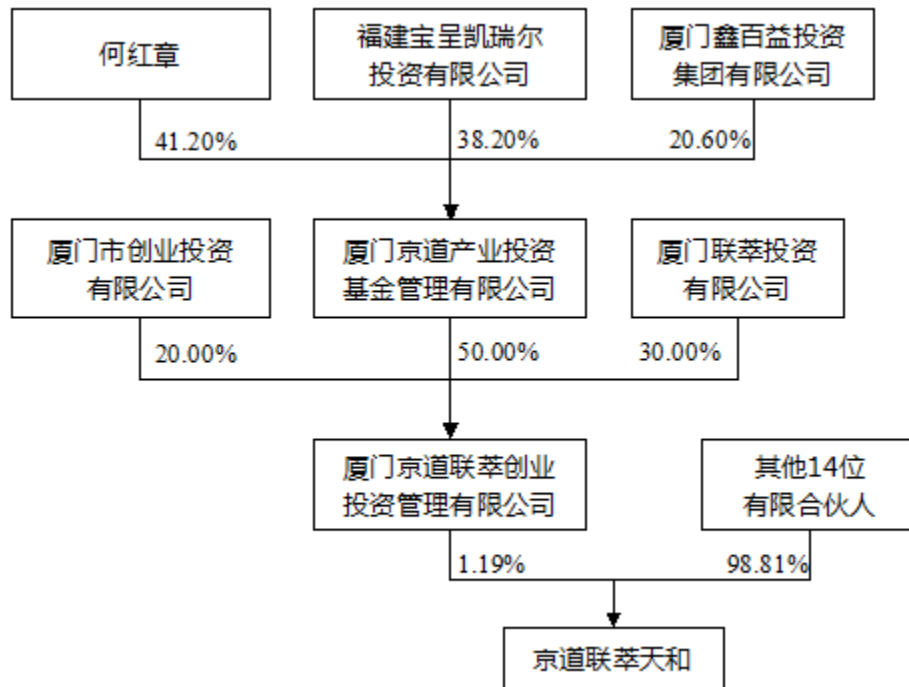 何红章
福建宝呈凯瑞尔
投资有限公司
厦门鑫百益投资
集团有限公司
41.20%
38.20%
20.60%
厦门市创业投资
有限公司
厦门京道产业投资
基金管理有限公司
厦门联萃投资
有限公司
20.00%
50.00%
30.00%
厦门京道联萃创业
投资管理有限公司
其他14位
有限合伙人
1.19%
98.81%
京道联萃天和